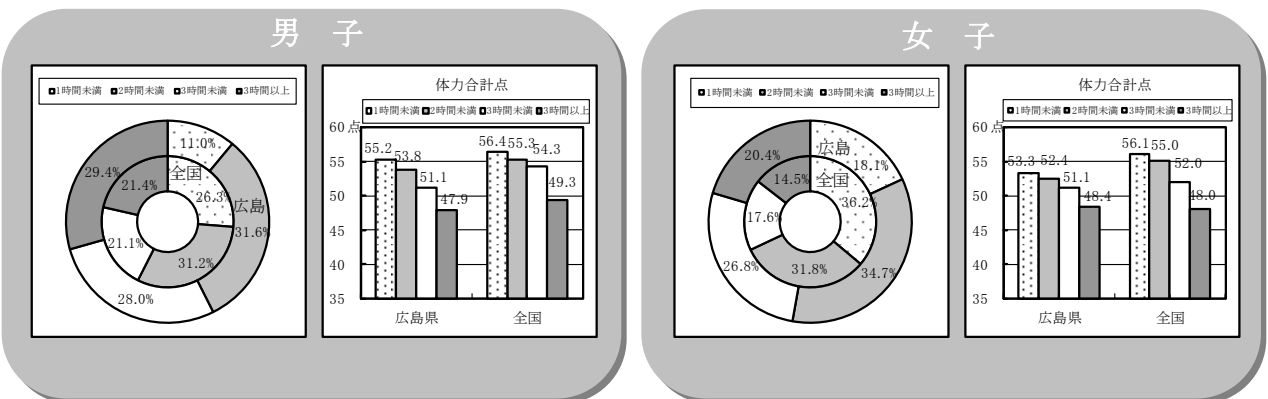 男 子
1時間未満 2時間未満 3時間未満 3時間以上
11.0%
29.4%
全国
21.4%
26.3%
広島
31.6%
21.1%
31.2%
28.0%
体力合計点
1時間未満 2時間未満 3時間未満 3時間以上
60 点
55
50
45
40
35
55.2
53.8
51.1
47.9
56.4
55.3
54.3
49.3
広島県
全国
女 子
1時間未満 2時間未満 3時間未満 3時間以上
広島
20.4%
18.1%
全国
14.5%
36.2%
17.6%
26.8%
31.8%
34.7%
体力合計点
1時間未満 2時間未満 3時間未満 3時間以上
60 点
55
50
45
40
35
53.3
52.4
51.1
48.4
56.1
55.0
52.0
48.0
広島県
全国